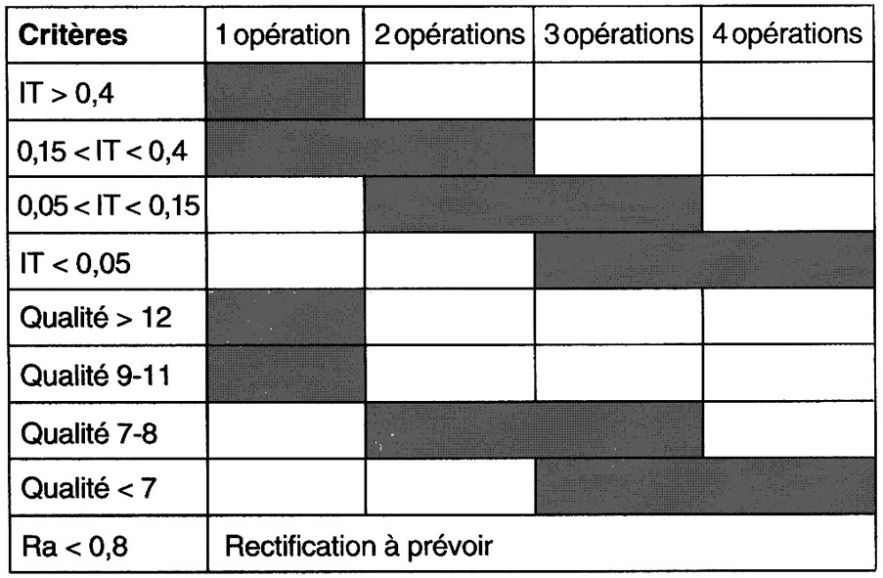 Critères 1 opération 2 opérations 3 opérations 4 opérations
IT > 0,4
0,15 < IT < 0,4
0,05 < IT < 0,15
IT < 0,05
Qualité > 12
Qualité 9-11
Qualité 7-8
Qualité < 7
Ra < 0,8 Rectification à prévoir